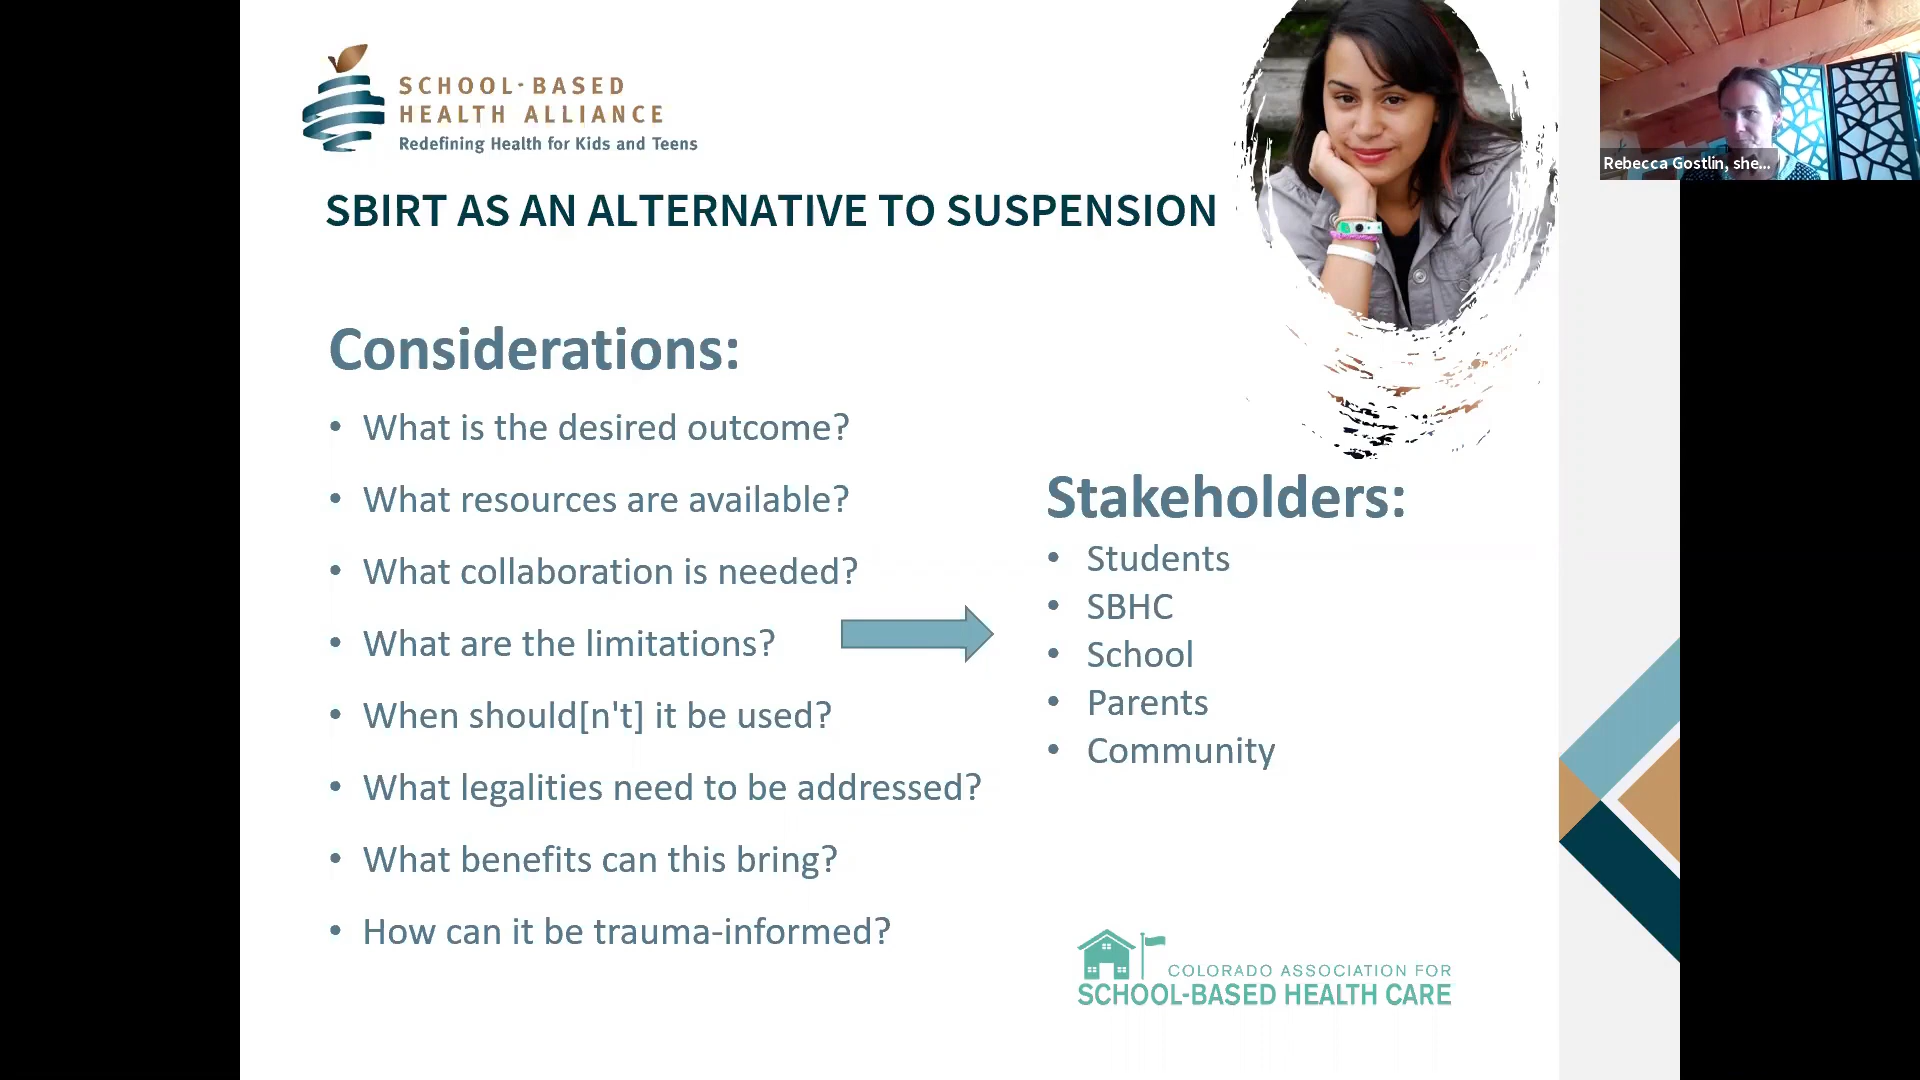 SCHOOL-BASED
HEALTH ALLIANCE
Redefining Health for Kids and Teens
Rebecca Gostlin, she...
SBIRT AS AN ALTERNATIVE TO SUSPENSION
Considerations:
• What is the desired outcome?
• What resources are available?
• What collaboration is needed?
• What are the limitations?
• When should[n't] it be used?
• What legalities need to be addressed?
• What benefits can this bring?
• How can it be trauma-informed?
Stakeholders:
• Students
• SBHC
• School
• Parents
• Community
COLORADO ASSOCIATION FOR
SCHOOL-BASED HEALTH CARE